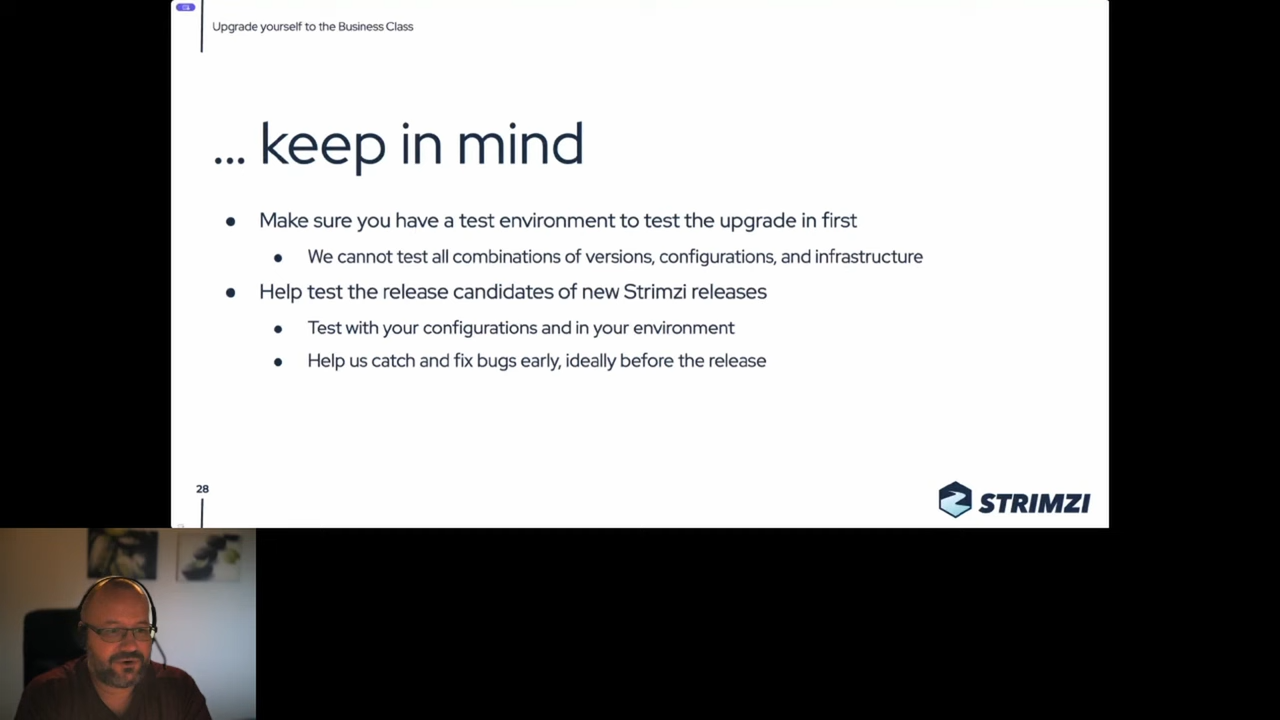 Upgrade yourself to the Business Class
... keep in mind
● Make sure you have a test environment to test the upgrade in first
● We cannot test all combinations of versions, configurations, and infrastructure
● Help test the release candidates of new Strimzi releases
● Test with your configurations and in your environment
● Help us catch and fix bugs early, ideally before the release
28
STRIMZI